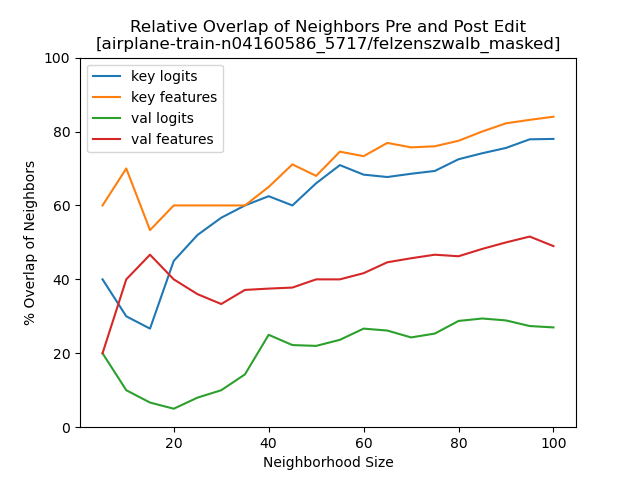 Relative Overlap of Neighbors Pre and Post Edit
[airplane-train-n04160586_5717/felzenszwalb_masked]
key logits
key features
val logits
val features
% Overlap of Neighbors
100
80
60
40
20
0
20 40 60 80 100
Neighborhood Size